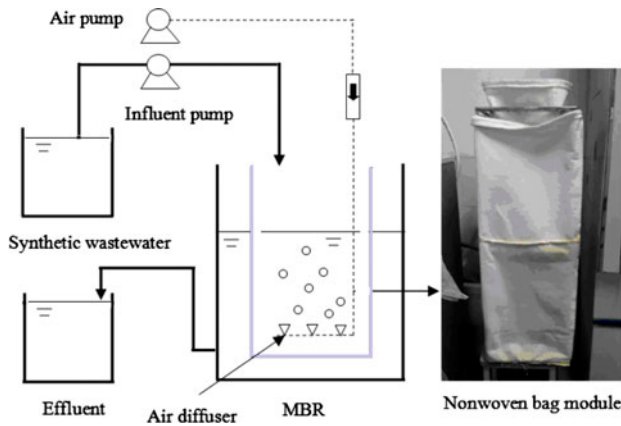 Air pump
Influent pump
Synthetic wastewater
Effluent
Air diffuser
MBR
Nonwoven bag module